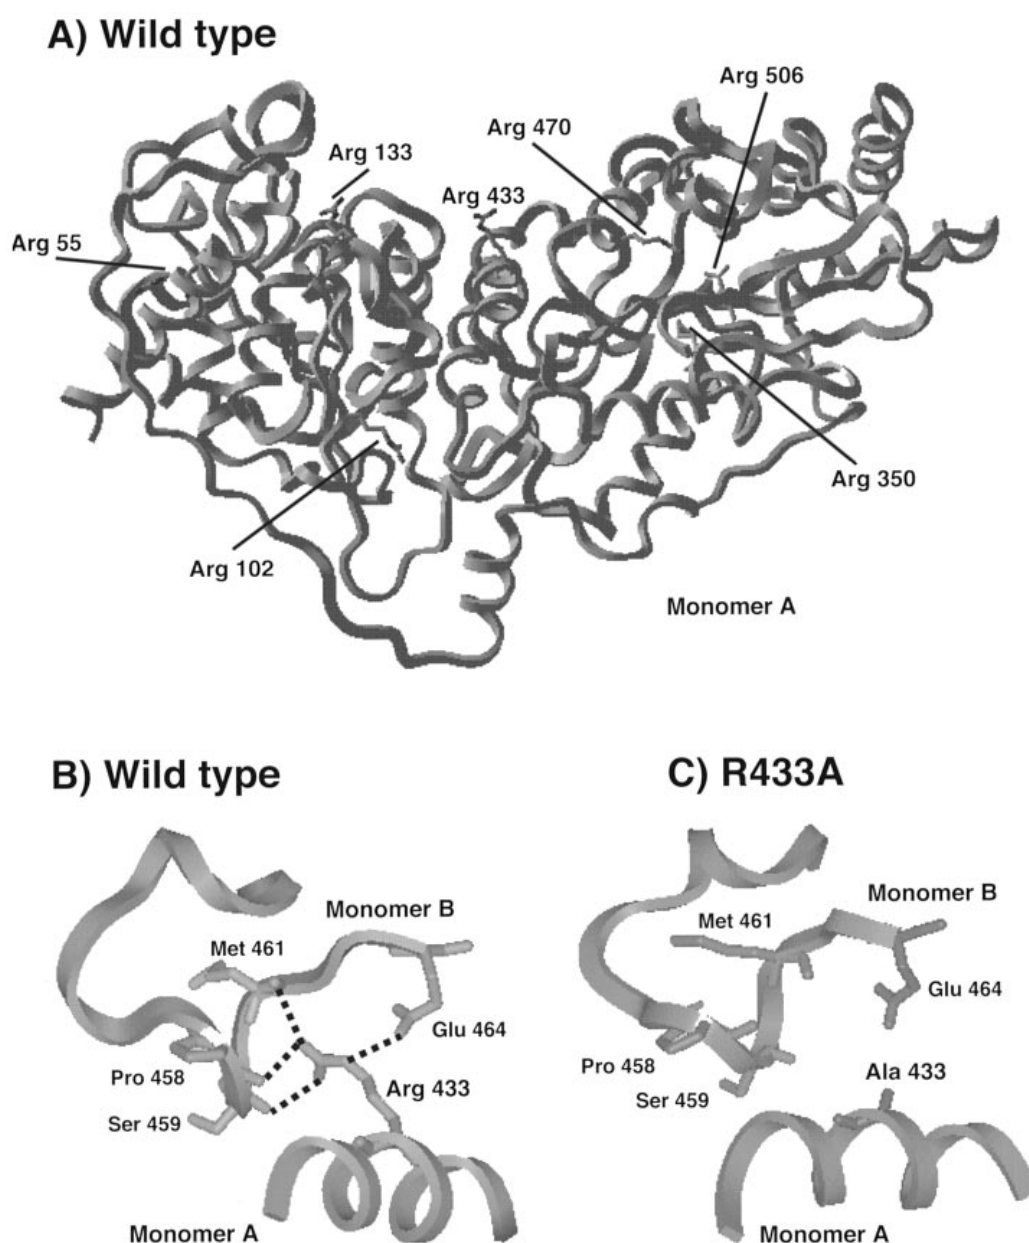 A) Wild type
Arg 506
Arg 470
Arg 133
Arg 433
Arg 55
Arg 350
Arg 102
Monomer A
B) Wild type
C) R433A
Monomer B
Met 461
Glu 464
Pro 458
Arg 433
Ser 459
Monomer A
Monomer B
Met 461
Glu 464
Pro 458
Ala 433
Ser 459
Monomer A